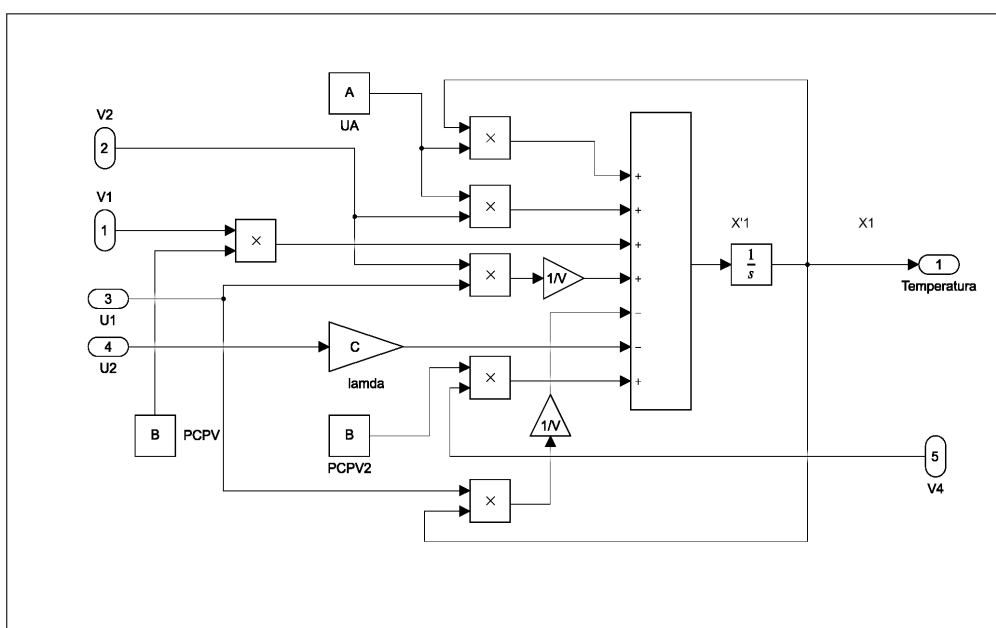 A
UA
V2
2
×
+
×
+
V1
1
×
+
X'1
X1
1
s
1
Temperatura
×
1/V
+
3
U1
−
4
U2
C
lamda
−
×
+
1/V
B
PCPV
B
PCPV2
5
V4
×